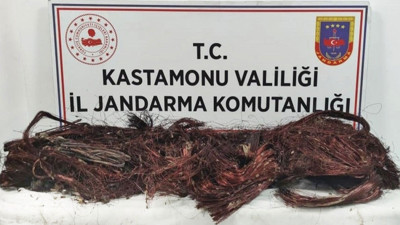 T.C.
KASTAMONU VALİLİĞİ
İL JANDARMA KOMUTANLIĞI